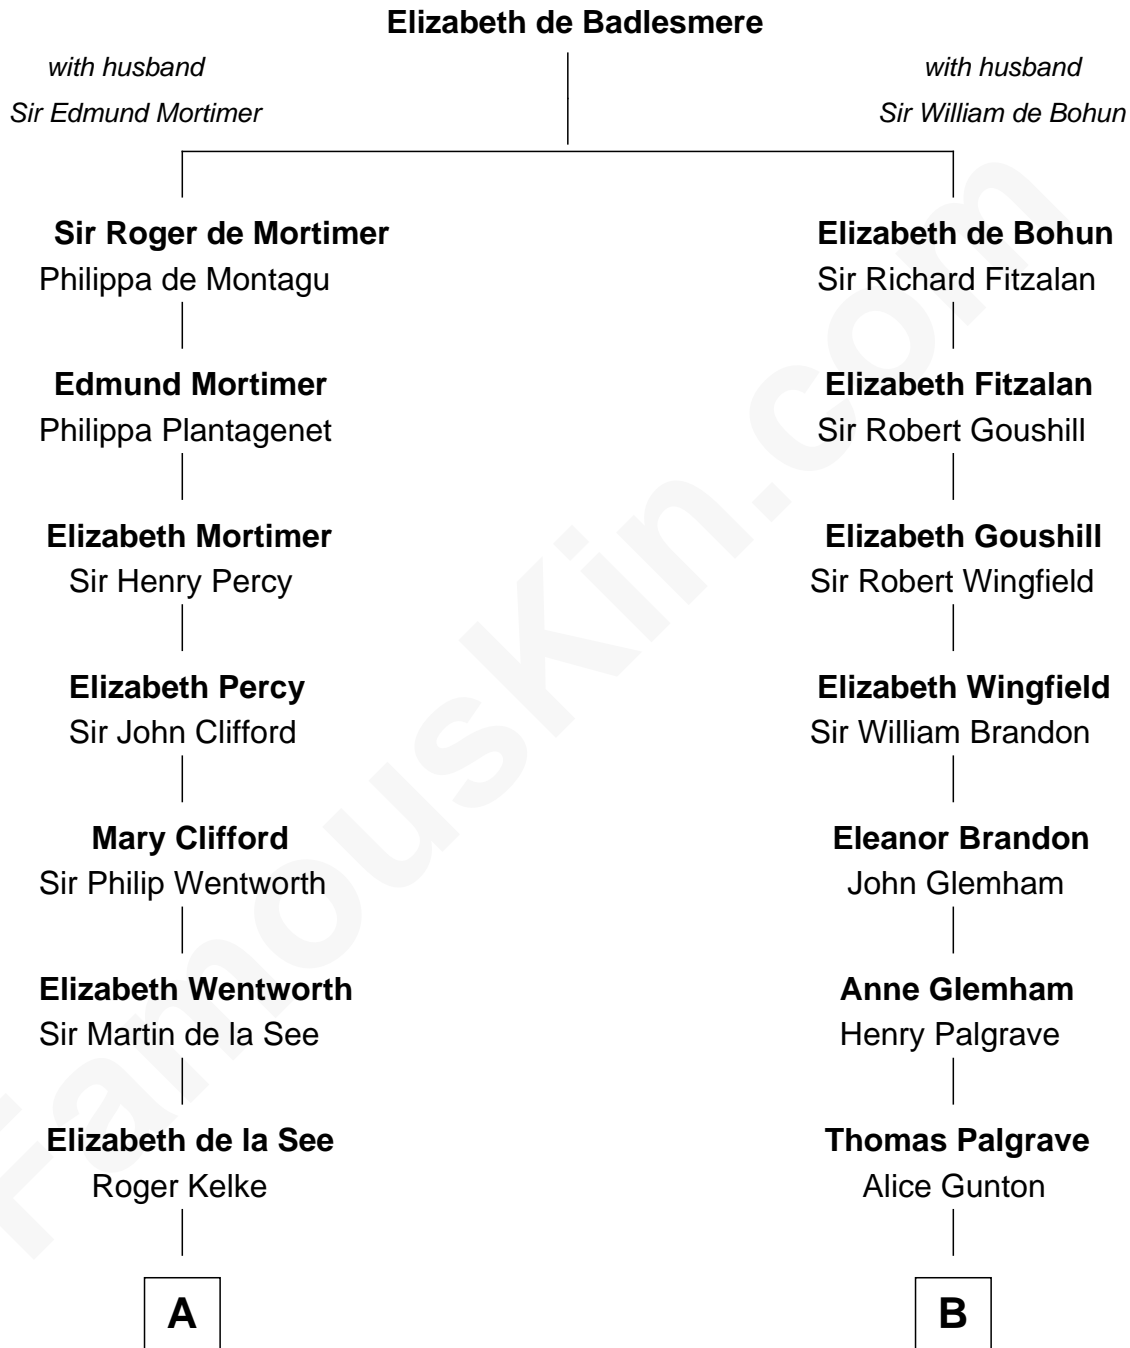 Elizabeth de Badlesmere
with husband
Sir Edmund Mortimer
with husband
Sir William de Bohun
Sir Roger de Mortimer
Philippa de Montagu
Edmund Mortimer
Philippa Plantagenet
Elizabeth Mortimer
Sir Henry Percy
Elizabeth Percy
Sir John Clifford
Mary Clifford
Sir Philip Wentworth
Elizabeth Wentworth
Sir Martin de la See
Elizabeth de la See
Roger Kelke
A
Elizabeth de Bohun
Sir Richard Fitzalan
Elizabeth Fitzalan
Sir Robert Goushill
Elizabeth Goushill
Sir Robert Wingfield
Elizabeth Wingfield
Sir William Brandon
Eleanor Brandon
John Glemham
Anne Glemham
Henry Palgrave
Thomas Palgrave
Alice Gunton
B
FamousKin.com